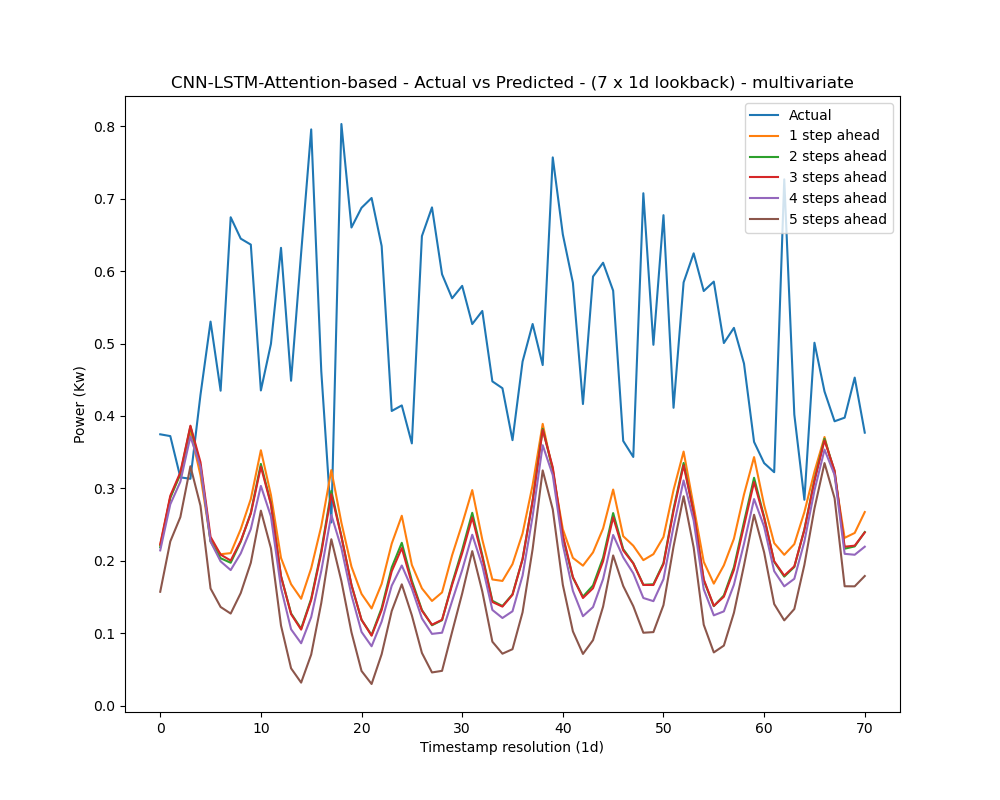 CNN-LSTM-Attention-based - Actual vs Predicted - (7 x 1d lookback) - multivariate
Actual
1 step ahead
2 steps ahead
3 steps ahead
4 steps ahead
5 steps ahead
Power (Kw)
0.8
0.7
0.6
0.5
0.4
0.3
0.2
0.1
0.0
0 10 20 30 40 50 60 70
Timestamp resolution (1d)